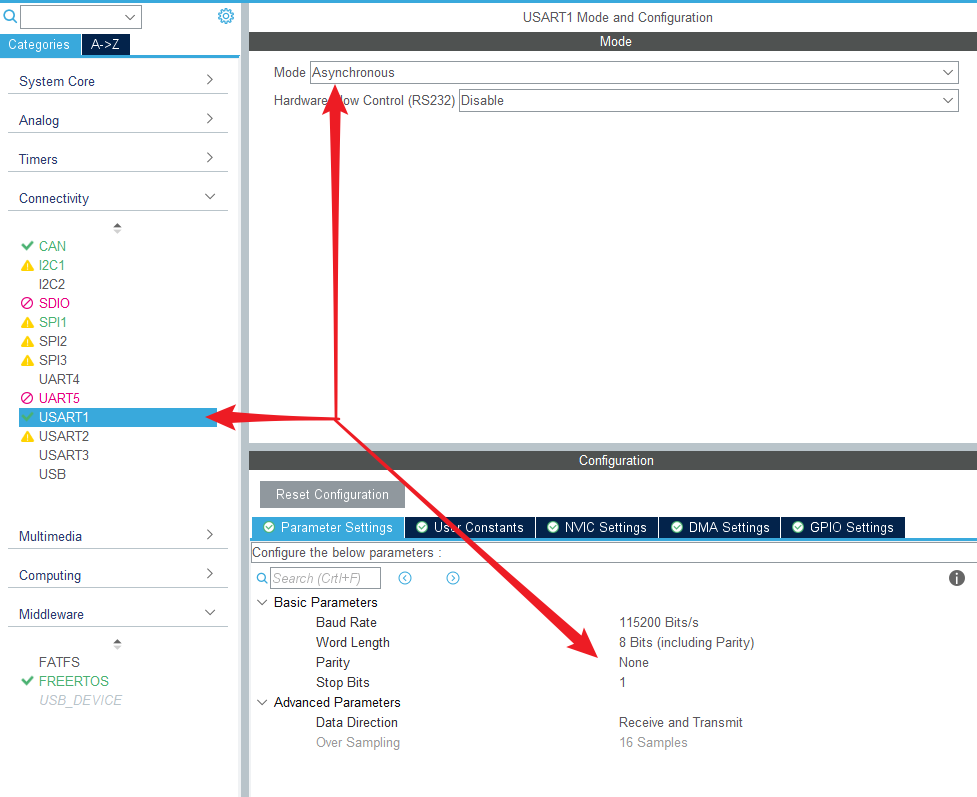 USART1 Mode and Configuration
Categories
A->Z
Mode
System Core
Analog
Timers
Connectivity
CAN
I2C1
I2C2
SDIO
SPI1
SPI2
SPI3
UART4
UART5
USART1
USART2
USART3
USB
Multimedia
Computing
Middleware
FATFS
FREERTOS
USB_DEVICE
Mode Asynchronous
Hardware Flow Control (RS232) Disable
Configuration
Reset Configuration
Parameter Settings
User Constants
NVIC Settings
DMA Settings
GPIO Settings
Configure the below parameters :
Search (Crtl+F)
Basic Parameters
Baud Rate 115200 Bits/s
Word Length 8 Bits (including Parity)
Parity None
Stop Bits 1
Advanced Parameters
Data Direction Receive and Transmit
Over Sampling 16 Samples